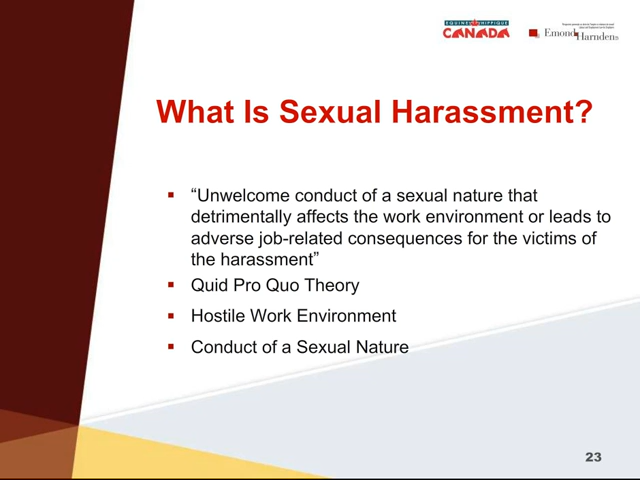 EQUINE HIPPIQUE
CANADA
Emond Harnden
What Is Sexual Harassment?
“Unwelcome conduct of a sexual nature that
detrimentally affects the work environment or leads to
adverse job-related consequences for the victims of
the harassment”
Quid Pro Quo Theory
Hostile Work Environment
Conduct of a Sexual Nature
23